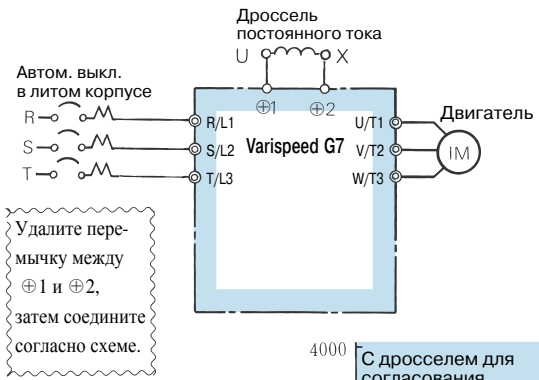 Дроссель
постоянного тока
U X
Автом. выкл.
в литом корпусе
⊕1 ⊕2
R R/L1 U/T1 Двигатель
S S/L2 Varispeed G7 V/T2 IM
T T/L3 W/T3
Удалите пере-
мычку между
⊕1 и ⊕2,
затем соедините
согласно схеме.
4000
С дросселем для
согласования